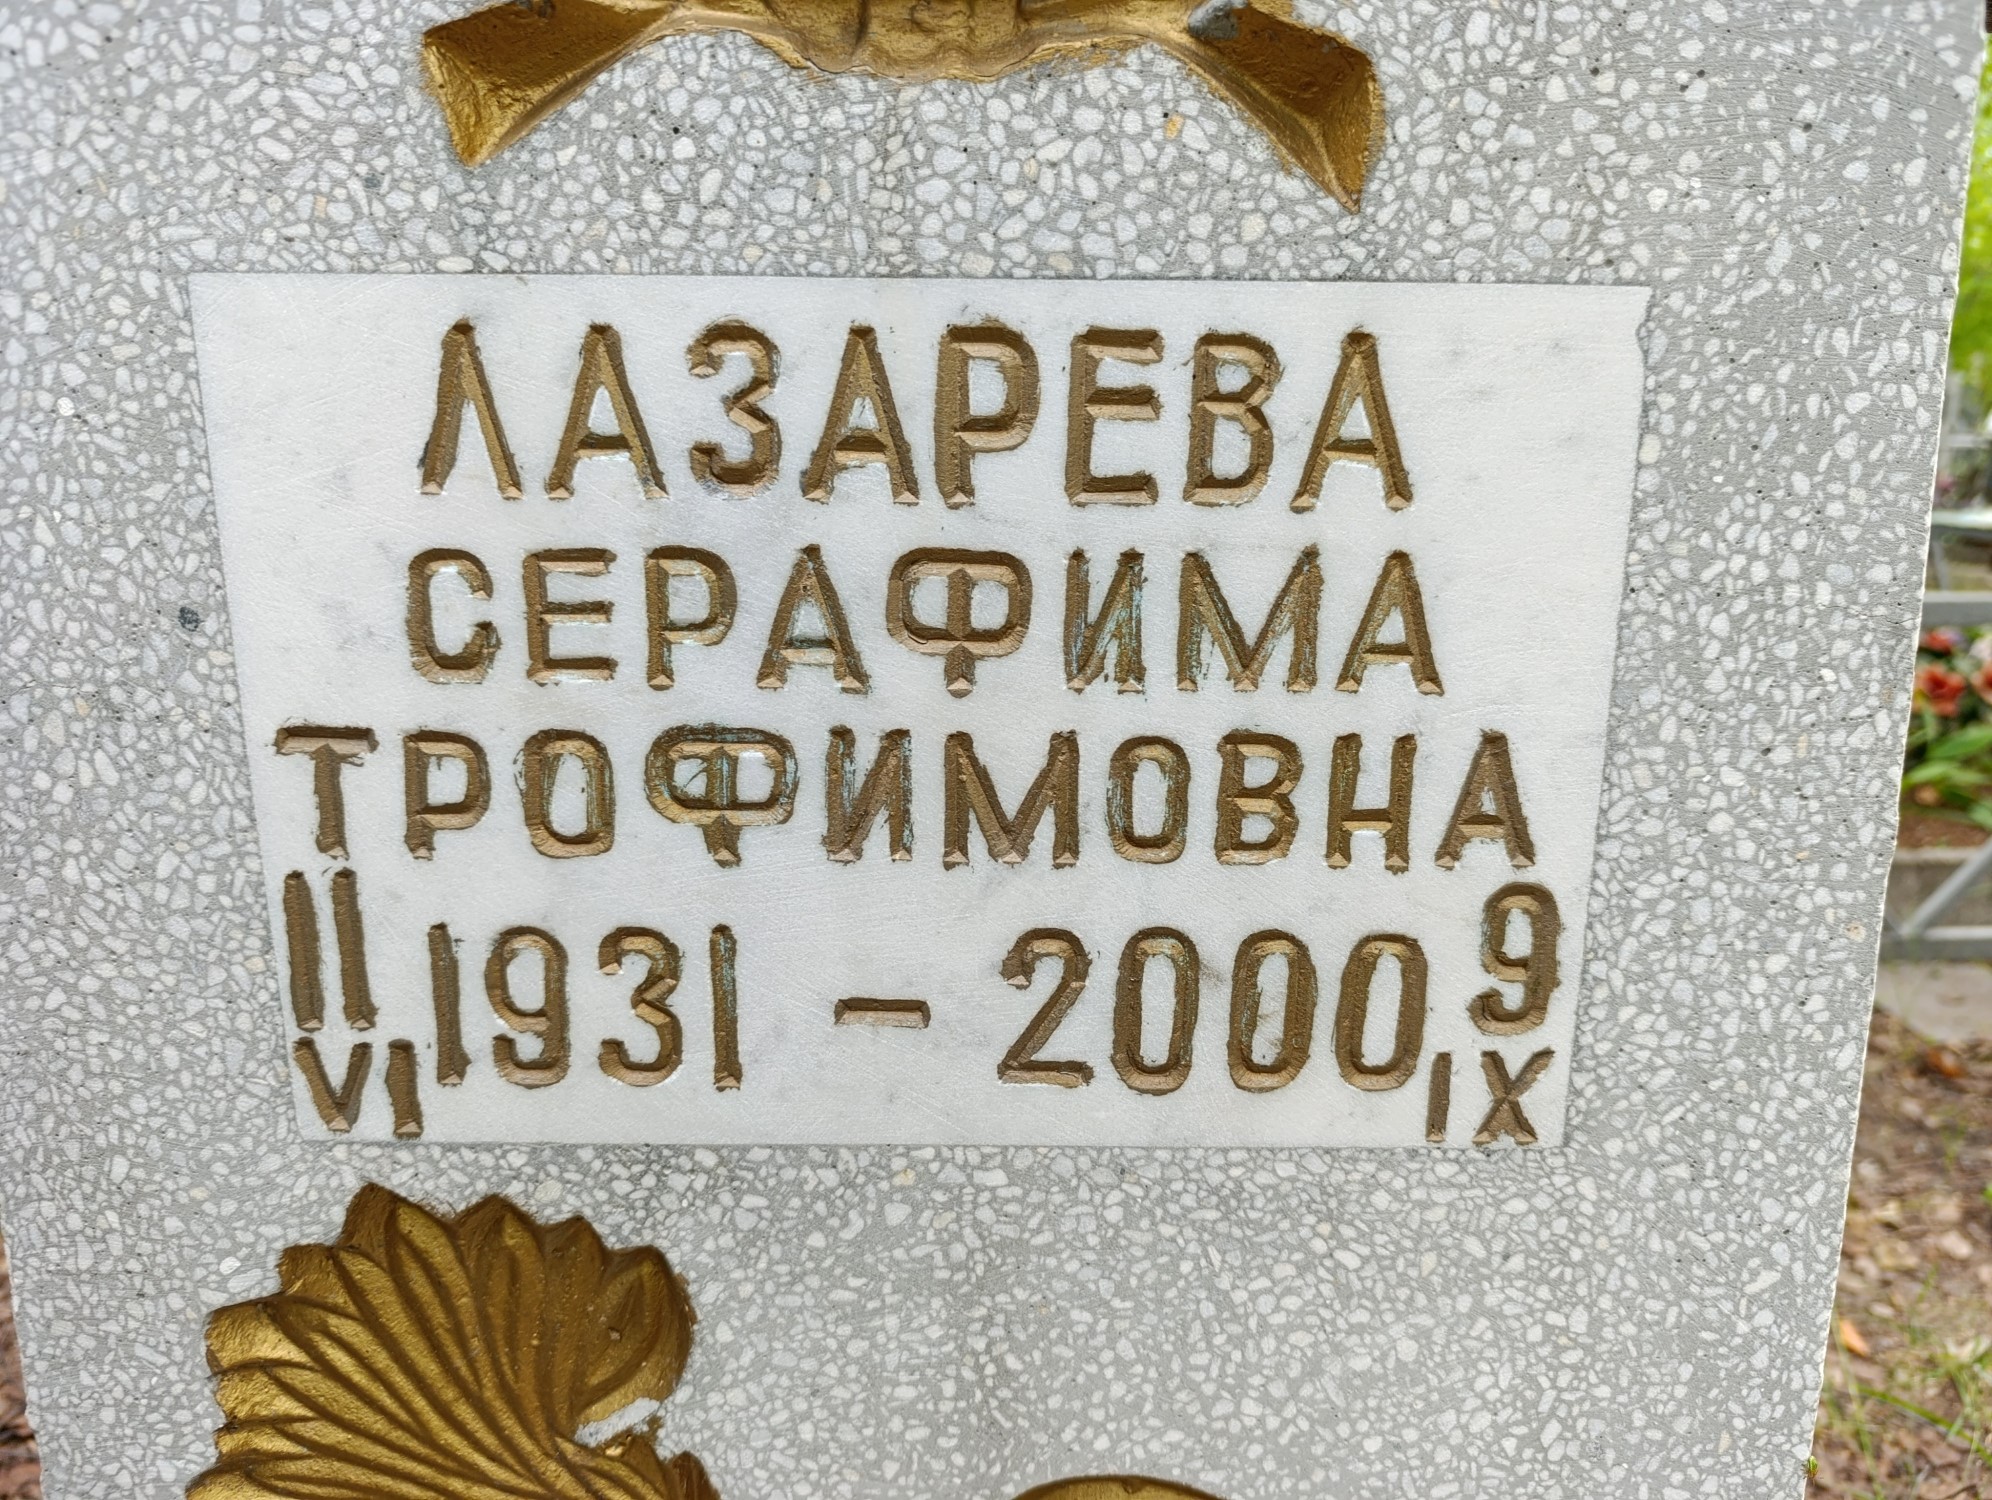 ЛАЗАРЕВА
СЕРАФИМА
ТРОФИМОВНА
11 VI 1931 - 2000 9 IX